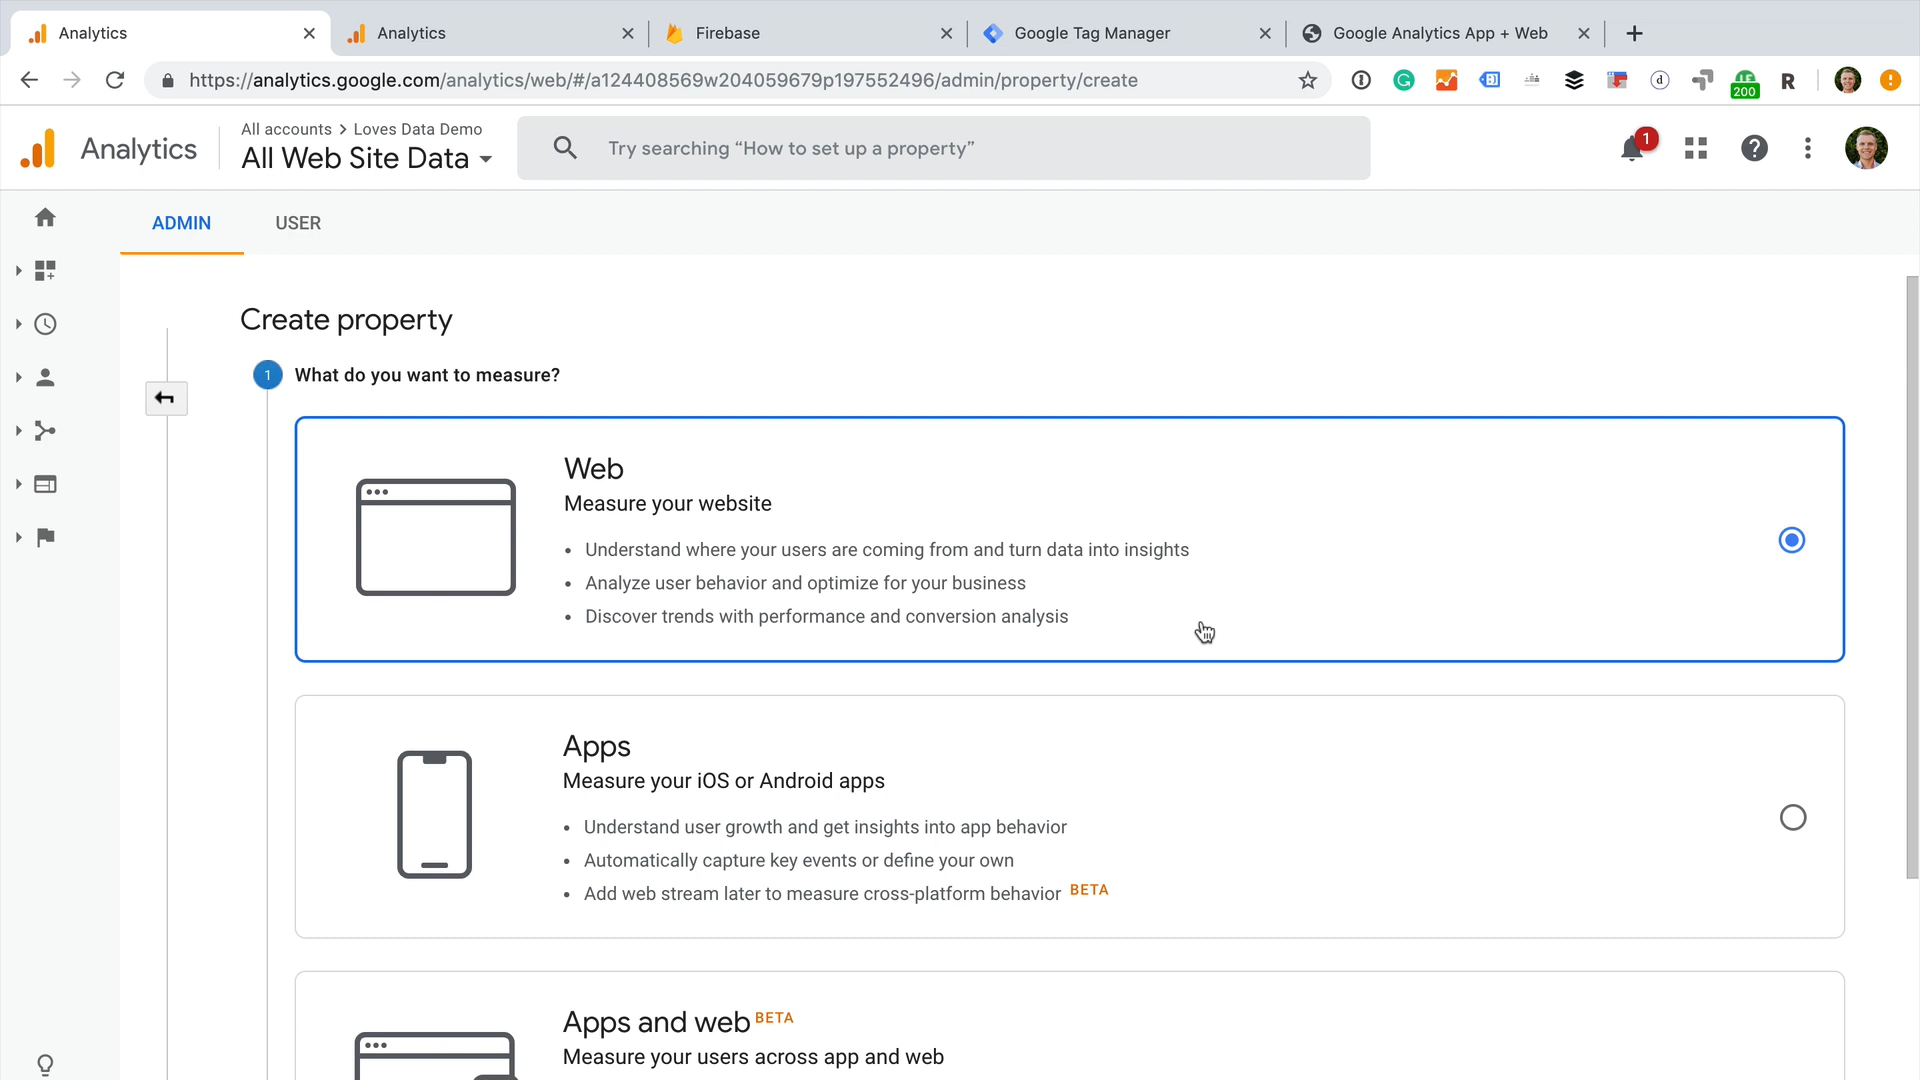 Analytics
Analytics
Firebase
Google Tag Manager
Google Analytics App + Web
https://analytics.google.com/analytics/web/#/a124408569w204059679p197552496/admin/property/create
200
Analytics
All accounts > Loves Data Demo
All Web Site Data
Try searching “How to set up a property”
1
ADMIN
USER
Create property
1 What do you want to measure?
Web
Measure your website
• Understand where your users are coming from and turn data into insights
• Analyze user behavior and optimize for your business
• Discover trends with performance and conversion analysis
Apps
Measure your iOS or Android apps
• Understand user growth and get insights into app behavior
• Automatically capture key events or define your own
• Add web stream later to measure cross-platform behavior BETA
Apps and web BETA
Measure your users across app and web